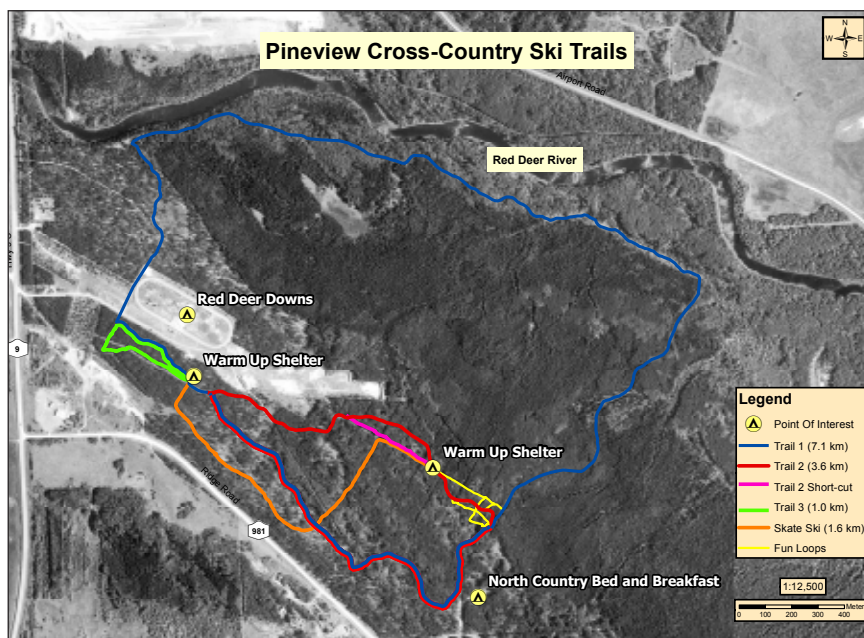 Pineview Cross-Country Ski Trails
N
W E
S
Airport Road
Red Deer River
Red Deer Downs
9
Warm Up Shelter
Warm Up Shelter
Ridge Road
981
North Country Bed and Breakfast
Legend
Point Of Interest
Trail 1 (7.1 km)
Trail 2 (3.6 km)
Trail 2 Short-cut
Trail 3 (1.0 km)
Skate Ski (1.6 km)
Fun Loops
1:12,500
0 100 200 300 400